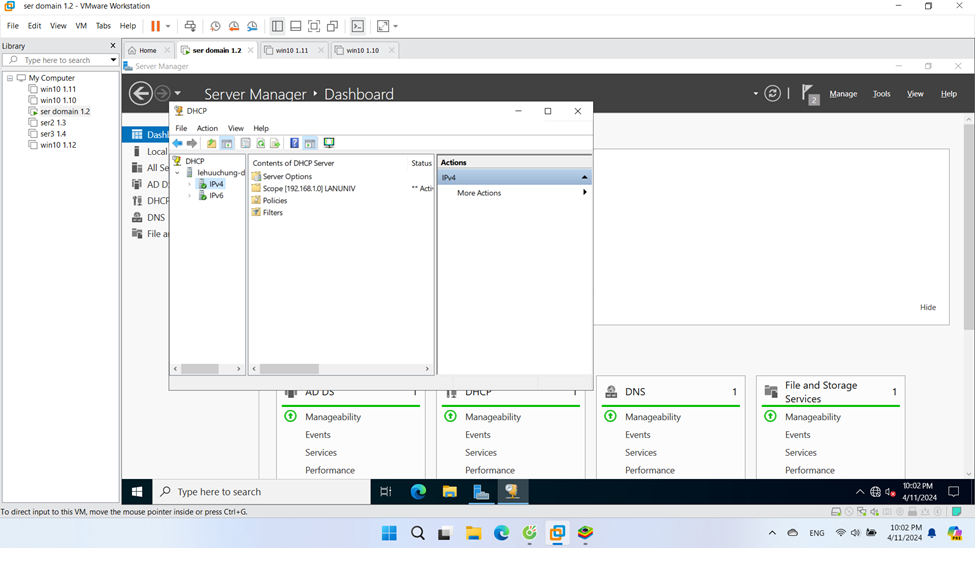 ser domain 1.2 - VMware Workstation
File Edit View VM Tabs Help
Library
Type here to search
My Computer
win10 1.11
win10 1.10
ser domain 1.2
ser2 1.3
ser3 1.4
win10 1.12
Home
ser domain 1.2
win10 1.11
win10 1.10
Server Manager
Server Manager Dashboard
2
Manage Tools View Help
Dashl
Local
All Se
AD D
DHCP
DNS
File a
DHCP
File Action View Help
DHCP
lehuuchung-d
IPv4
IPv6
Contents of DHCP Server Status
Server Options
Scope [192.168.1.0] LANUNIV ** Acti
Policies
Filters
Actions
IPv4
More Actions
Hide
AD DS 1
Manageability
Events
Services
Performance
DHCP 1
Manageability
Events
Services
Performance
DNS 1
Manageability
Events
Services
Performance
File and Storage
Services 1
Manageability
Events
Services
Performance
Type here to search
10:02 PM
4/11/2024
To direct input to this VM, move the mouse pointer inside or press Ctrl+G.
ENG
10:02 PM
4/11/2024